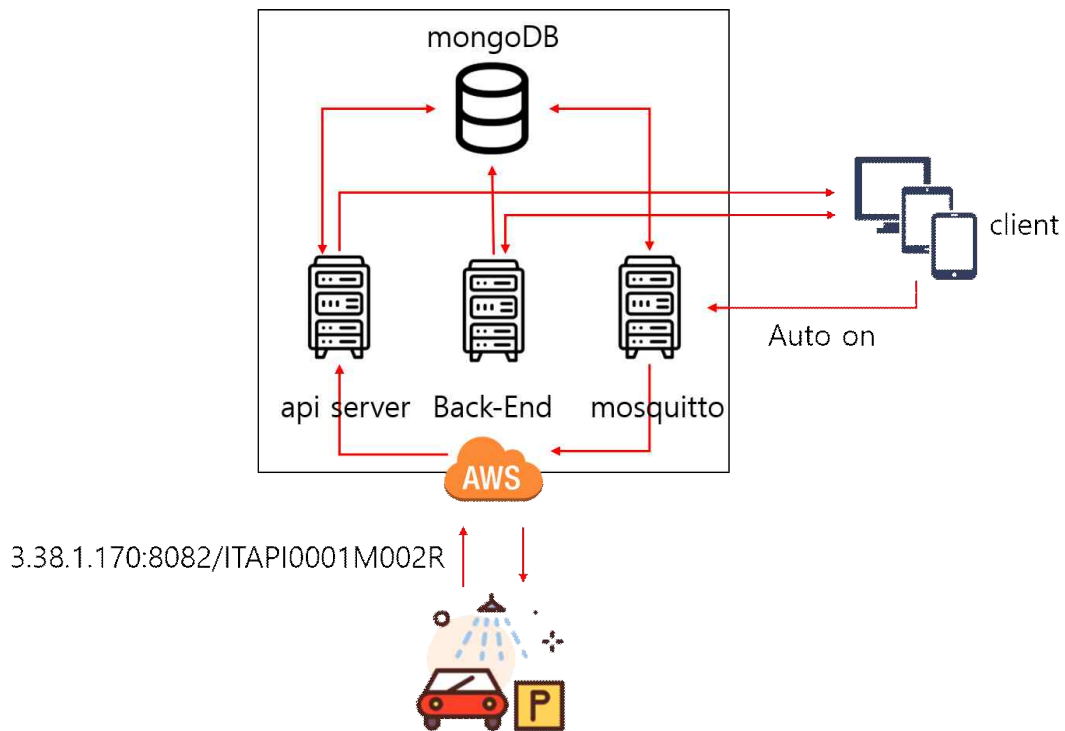 mongoDB
client
Auto on
api server
Back-End
mosquitto
AWS
3.38.1.170:8082/ITAPI0001M002R
P